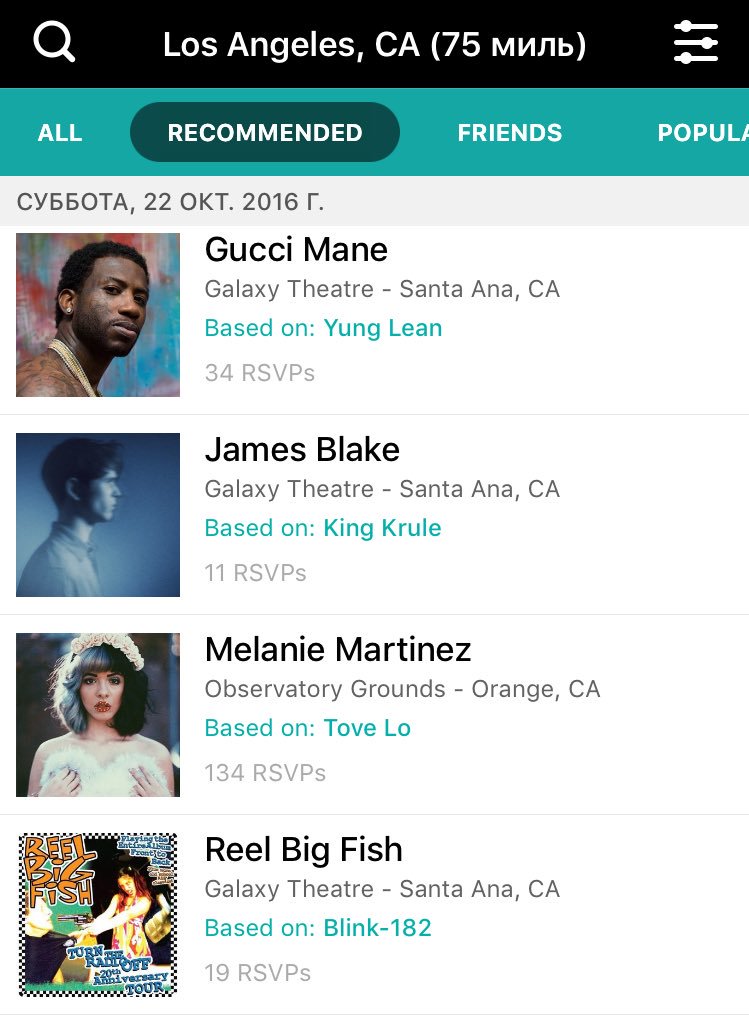 Los Angeles, CA (75 миль)
ALL RECOMMENDED FRIENDS POPULA
СУББОТА, 22 ОКТ. 2016 Г.
Gucci Mane
Galaxy Theatre - Santa Ana, CA
Based on: Yung Lean
34 RSVPs
James Blake
Galaxy Theatre - Santa Ana, CA
Based on: King Krule
11 RSVPs
Melanie Martinez
Observatory Grounds - Orange, CA
Based on: Tove Lo
134 RSVPs
Reel Big Fish
Galaxy Theatre - Santa Ana, CA
Based on: Blink-182
19 RSVPs
REEL
BIG
FISH
Playing the
Entire Album
Front to
Back
TURN THE
RADIO OFF
20th
Anniversary
TOUR